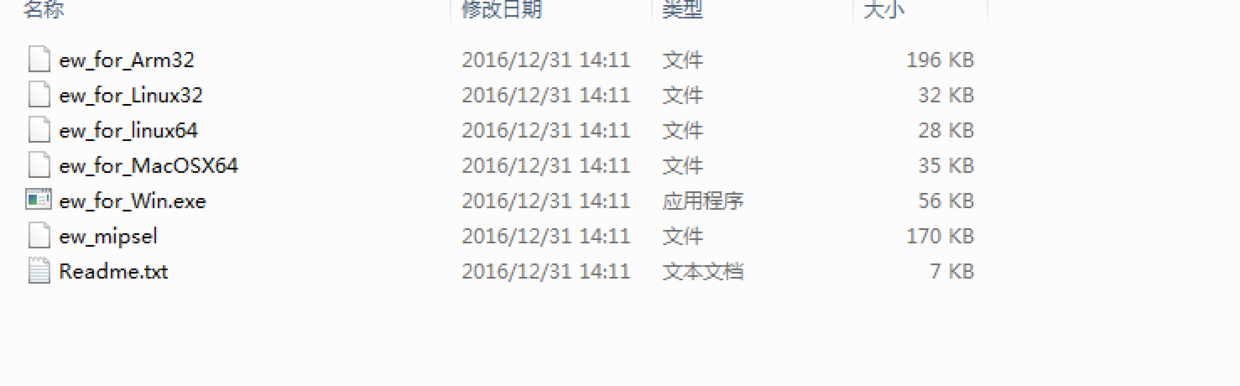 名称 修改日期 类型 大小
ew_for_Arm32 2016/12/31 14:11 文件 196 KB
ew_for_Linux32 2016/12/31 14:11 文件 32 KB
ew_for_linux64 2016/12/31 14:11 文件 28 KB
ew_for_MacOSX64 2016/12/31 14:11 文件 35 KB
ew_for_Win.exe 2016/12/31 14:11 应用程序 56 KB
ew_mipsel 2016/12/31 14:11 文件 170 KB
Readme.txt 2016/12/31 14:11 文本文档 7 KB